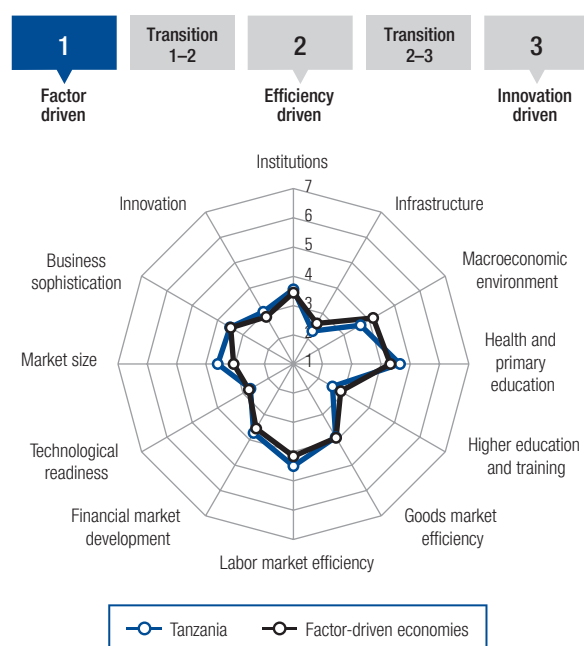 1
Transition
1–2
2
Transition
2–3
3
Factor
driven
Efficiency
driven
Innovation
driven
Institutions
7
Innovation
Infrastructure
6
5
Business
sophistication
Macroeconomic
environment
4
3
2
Market size
1
Health and
primary
education
Technological
readiness
Higher education
and training
Financial market
development
Goods market
efficiency
Labor market efficiency
Tanzania
Factor-driven economies